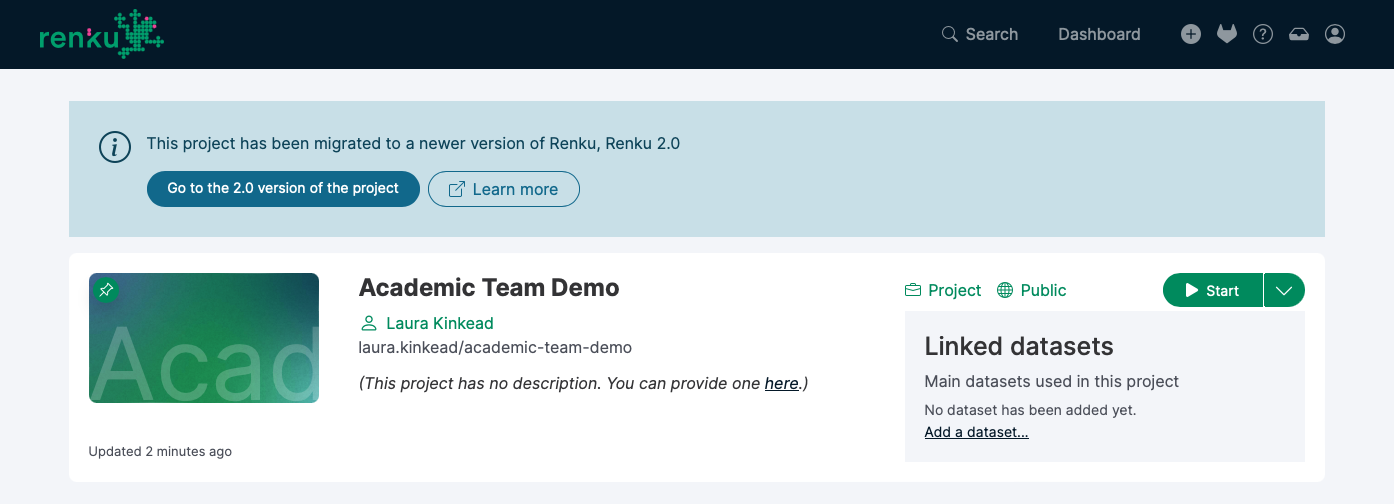 renku
Search
Dashboard
This project has been migrated to a newer version of Renku, Renku 2.0
Go to the 2.0 version of the project
Learn more
Acad
Academic Team Demo
Laura Kinkead
laura.kinkead/academic-team-demo
(This project has no description. You can provide one here.)
Updated 2 minutes ago
Project
Public
Start
Linked datasets
Main datasets used in this project
No dataset has been added yet.
Add a dataset...